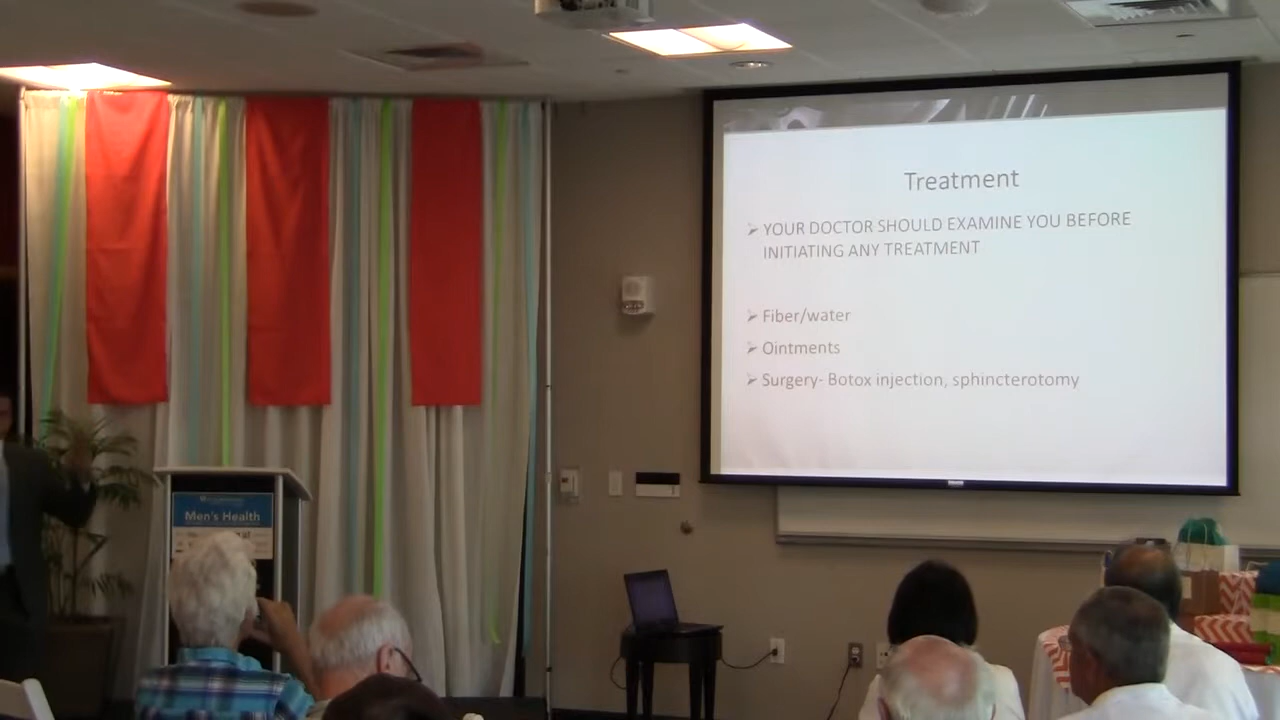 Treatment
YOUR DOCTOR SHOULD EXAMINE YOU BEFORE
INITIATING ANY TREATMENT
Fiber/water
Ointments
Surgery- Botox injection, sphincterotomy
Men's Health